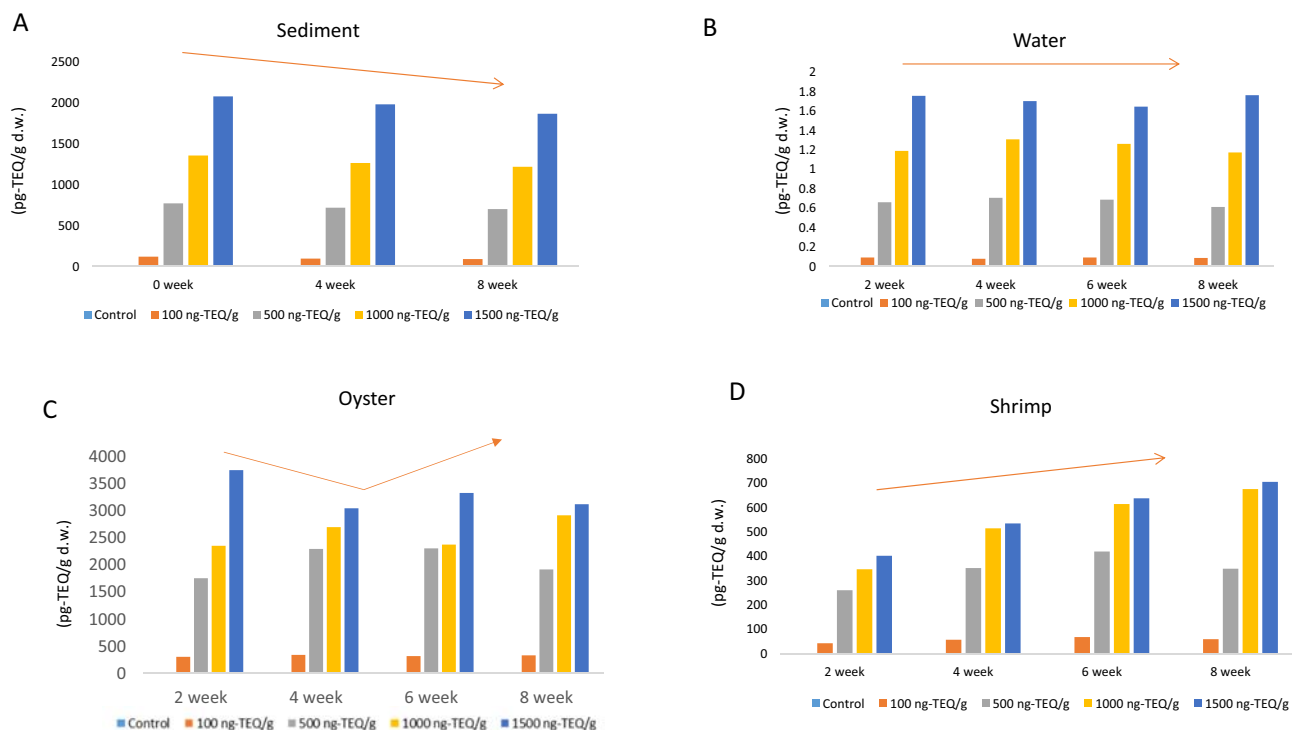 A
Sediment
(pg-TEQ/g d.w.)
2500
2000
1500
1000
500
0
0 week 4 week 8 week
Control 100 ng-TEQ/g 500 ng-TEQ/g 1000 ng-TEQ/g 1500 ng-TEQ/g
B
Water
(pg-TEQ/g d.w.)
2
1.8
1.6
1.4
1.2
1
0.8
0.6
0.4
0.2
0
2 week 4 week 6 week 8 week
Control 100 ng-TEQ/g 500 ng-TEQ/g 1000 ng-TEQ/g 1500 ng-TEQ/g
C
Oyster
(pg-TEQ/g d.w.)
4000
3500
3000
2500
2000
1500
1000
500
0
2 week 4 week 6 week 8 week
Control 100 ng-TEQ/g 500 ng-TEQ/g 1000 ng-TEQ/g 1500 ng-TEQ/g
D
Shrimp
(pg-TEQ/g d.w.)
800
700
600
500
400
300
200
100
0
2 week 4 week 6 week 8 week
Control 100 ng-TEQ/g 500 ng-TEQ/g 1000 ng-TEQ/g 1500 ng-TEQ/g